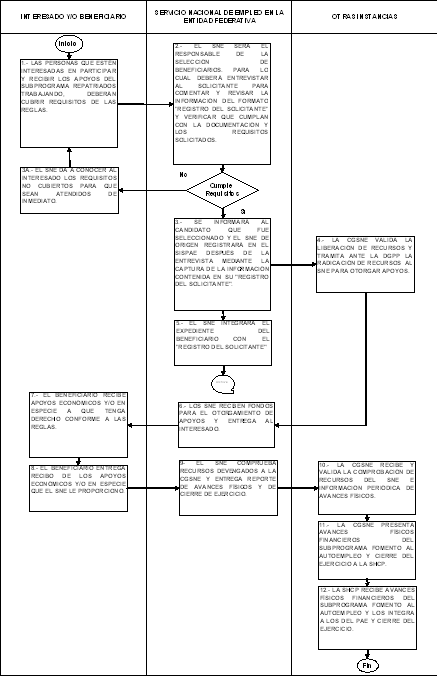 INTERESADO Y/O BENEFICIARIO
SERVICIO NACIONAL DE EMPLEO EN LA
ENTIDAD FEDERATIVA
OTRAS INSTANCIAS
Inicio
1.- LAS PERSONAS QUE ESTÉN
INTERESADAS EN PARTICIPAR
Y RECIBIR LOS APOYOS DEL
SUBPROGRAMA REPATRIADOS
TRABAJANDO, DEBERÁN
CUBRIR REQUISITOS DE LAS
REGLAS.
2.- EL SNE SERÁ EL
RESPONSABLE DE LA
SELECCIÓN DE
BENEFICIARIOS, PARA LO
CUAL DEBERÁ ENTREVISTAR
AL SOLICITANTE PARA
COMENTAR Y REVISAR LA
INFORMACIÓN DEL FORMATO
"REGISTRO DEL SOLICITANTE"
Y VERIFICAR QUE CUMPLAN
CON LA DOCUMENTACIÓN Y
LOS REQUISITOS
SOLICITADOS.
No
Cumple
Requisitos
Si
3A.- EL SNE DA A CONOCER AL
INTERESADO LOS REQUISITOS
NO CUBIERTOS PARA QUE
SEAN ATENDIDOS DE
INMEDIATO.
3.- SE INFORMARÁ AL
CANDIDATO QUE FUE
SELECCIONADO Y EL SNE DE
ORIGEN REGISTRARÁ EN EL
SISPAE DESPUÉS DE LA
ENTREVISTA MEDIANTE LA
CAPTURA DE LA INFORMACIÓN
CONTENIDA EN SU "REGISTRO
DEL SOLICITANTE".
4.- LA CGSNE VALIDA LA
LIBERACIÓN DE RECURSOS Y
TRAMITA ANTE LA DGPP LA
RADICACIÓN DE RECURSOS AL
SNE PARA OTORGAR APOYOS.
5.- EL SNE INTEGRARÁ EL
EXPEDIENTE DEL
BENEFICIARIO CON EL
"REGISTRO DEL SOLICITANTE"
6.- LOS SNE RECIBEN FONDOS
PARA EL OTORGAMIENTO DE
APOYOS Y ENTREGA AL
INTERESADO.
7.- EL BENEFICIARIO RECIBE
APOYOS ECONÓMICOS Y/O EN
ESPECIE A QUE TENGA
DERECHO CONFORME A LAS
REGLAS.
8.- EL BENEFICIARIO ENTREGA
RECIBO DE LOS APOYOS
ECONÓMICOS Y/O EN ESPECIE
QUE EL SNE LE PROPORCIONO.
9.- EL SNE COMPRUEBA
RECURSOS DEVENGADOS A LA
CGSNE Y ENTREGA REPORTE
DE AVANCES FÍSICOS Y DE
CIERRE DE EJERCICIO.
10.- LA CGSNE RECIBE Y
VALIDA LA COMPROBACIÓN DE
RECURSOS DEL SNE E
INFORMACIÓN PERIÓDICA DE
AVANCES FÍSICOS.
11.- LA CGSNE PRESENTA
AVANCES FÍSICOS
FINANCIEROS DEL
SUBPROGRAMA FOMENTO AL
AUTOEMPLEO Y CIERRE DEL
EJERCICIO A LA SHCP.
12.- LA SHCP RECIBE AVANCES
FÍSICOS FINANCIEROS DEL
SUBPROGRAMA FOMENTO AL
AUTOEMPLEO Y LOS INTEGRA
A LOS DEL PAE Y CIERRE DEL
EJERCICIO.
Fin